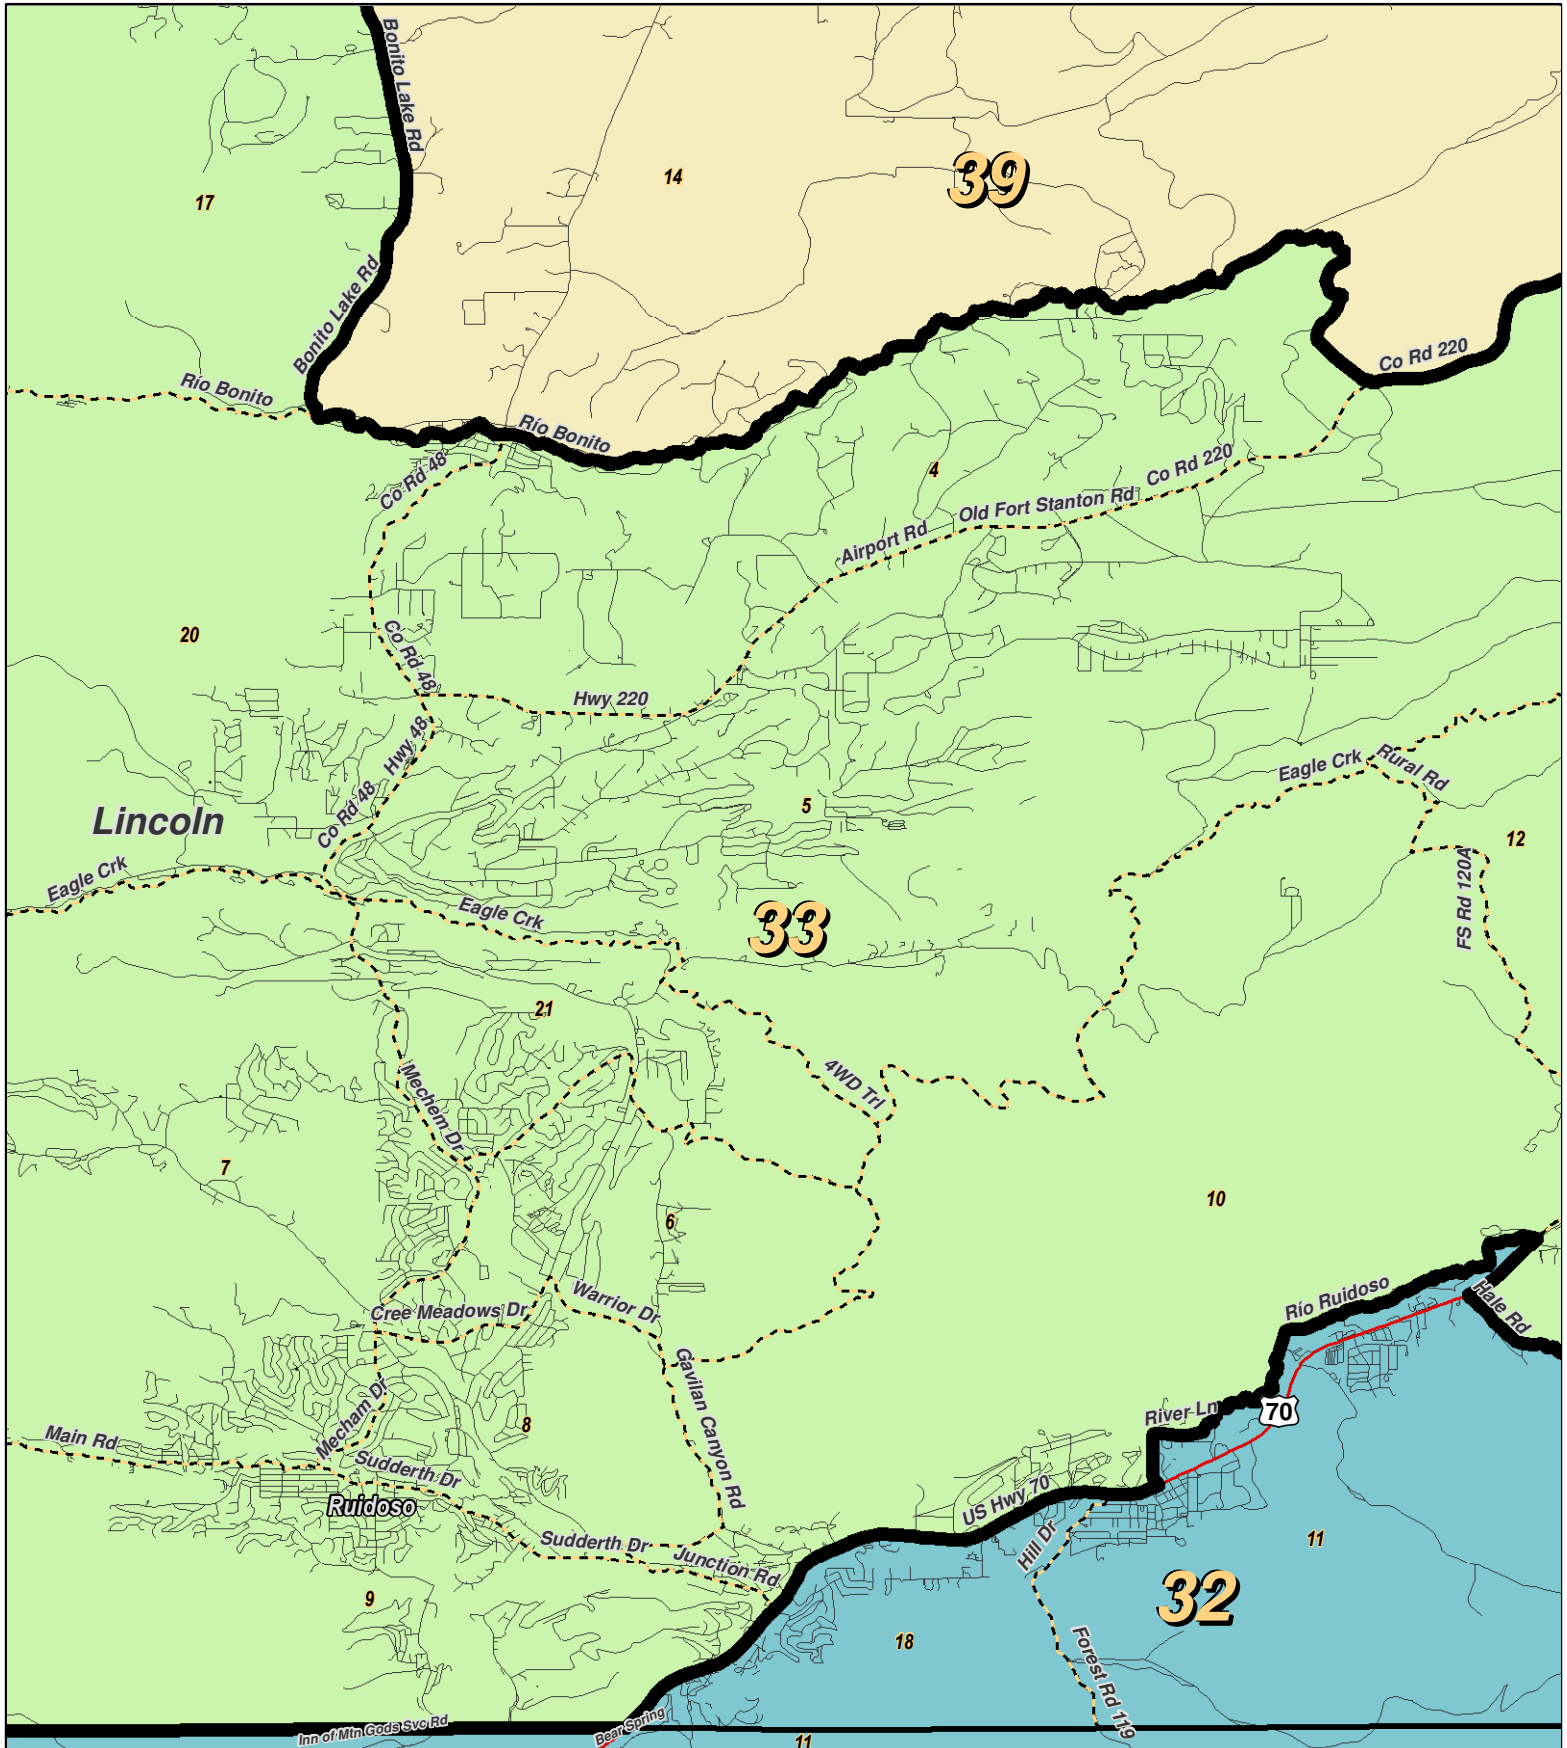 Bonito Lake Rd
39
14
17
Bonito Lake Rd
Co Rd 220
Río Bonito
Río Bonito
4
Co Rd 48
Co Rd 220
Old Fort Stanton Rd
Airport Rd
20
Co Rd 48
Hwy 220
Hwy 48
Eagle Crk
Rural Rd
Co Rd 48
5
Lincoln
12
Eagle Crk
FS Rd 120A
Eagle Crk
33
21
4WD Trl
Mechem Dr
7
10
6
Río Ruidoso
Hale Rd
Warrior Dr
Cree Meadows Dr
Gavilan Canyon Rd
River Ln
70
Mecham Dr
8
Main Rd
Sudderth Dr
US Hwy 70
Ruidoso
Hill Dr
11
Sudderth Dr
Junction Rd
9
32
18
Forest Rd 119
Inn of Mtn Gods Svc Rd
Bear Spring
11